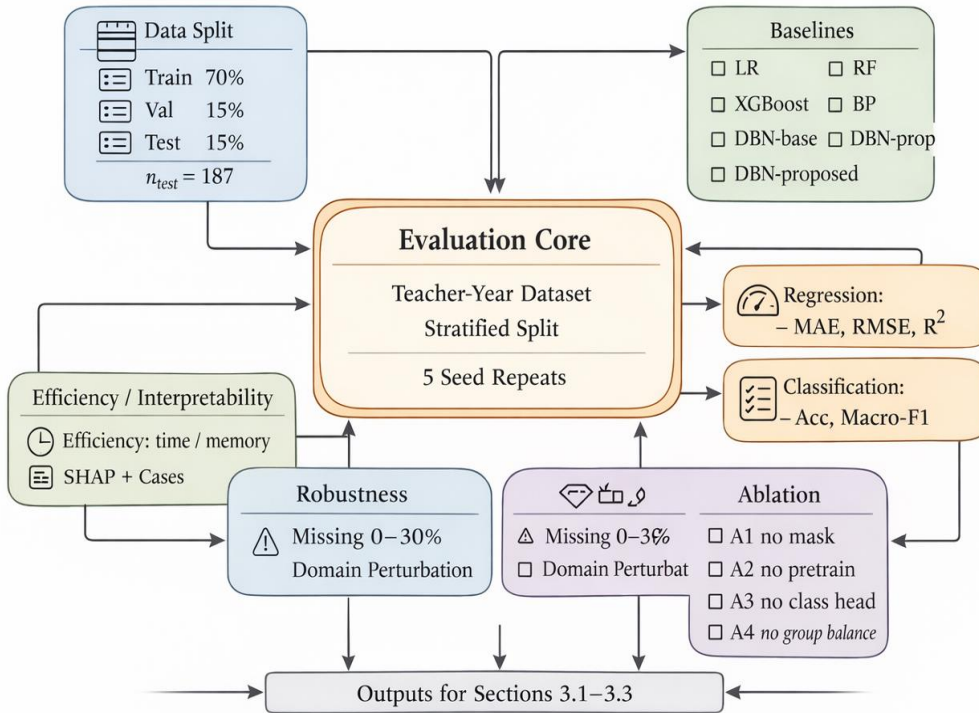 Data Split
Train 70%
Val 15%
Test 15%
n_test = 187
Baselines
LR RF
XGBoost BP
DBN-base DBN-prop
DBN-proposed
Evaluation Core
Teacher-Year Dataset
Stratified Split
5 Seed Repeats
Regression:
– MAE, RMSE, R²
Classification:
– Acc, Macro-F1
Efficiency / Interpretability
Efficiency: time / memory
SHAP + Cases
Robustness
Missing 0–30%
Domain Perturbation
Missing 0–3
Domain Perturbat
Ablation
A1 no mask
A2 no pretrain
A3 no class head
A4 no group balance
Outputs for Sections 3.1–3.3